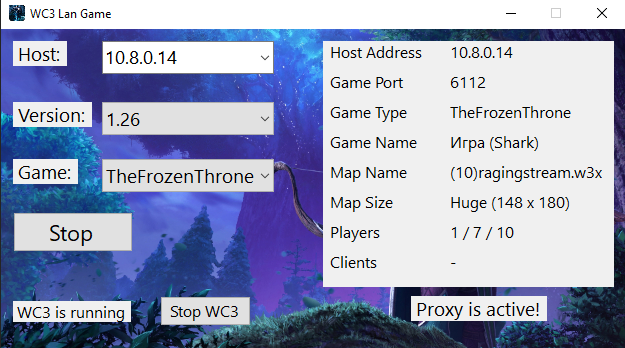 WC3 Lan Game
Host: 10.8.0.14
Version: 1.26
Game: TheFrozenThrone
Stop
WC3 is running Stop WC3
Host Address 10.8.0.14
Game Port 6112
Game Type TheFrozenThrone
Game Name Игра (Shark)
Map Name (10)ragingstream.w3x
Map Size Huge (148 x 180)
Players 1 / 7 / 10
Clients -
Proxy is active!